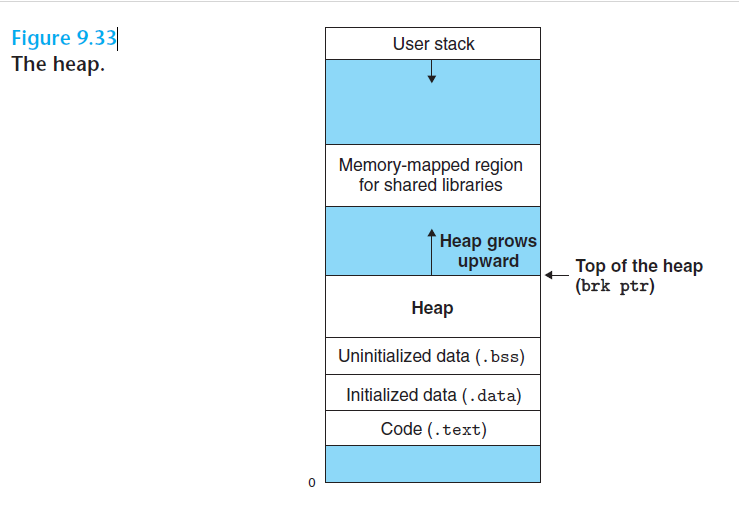 Figure 9.33
The heap.
User stack
Memory-mapped region
for shared libraries
Heap grows
upward
Top of the heap
(brk ptr)
Heap
Uninitialized data (.bss)
Initialized data (.data)
Code (.text)
0